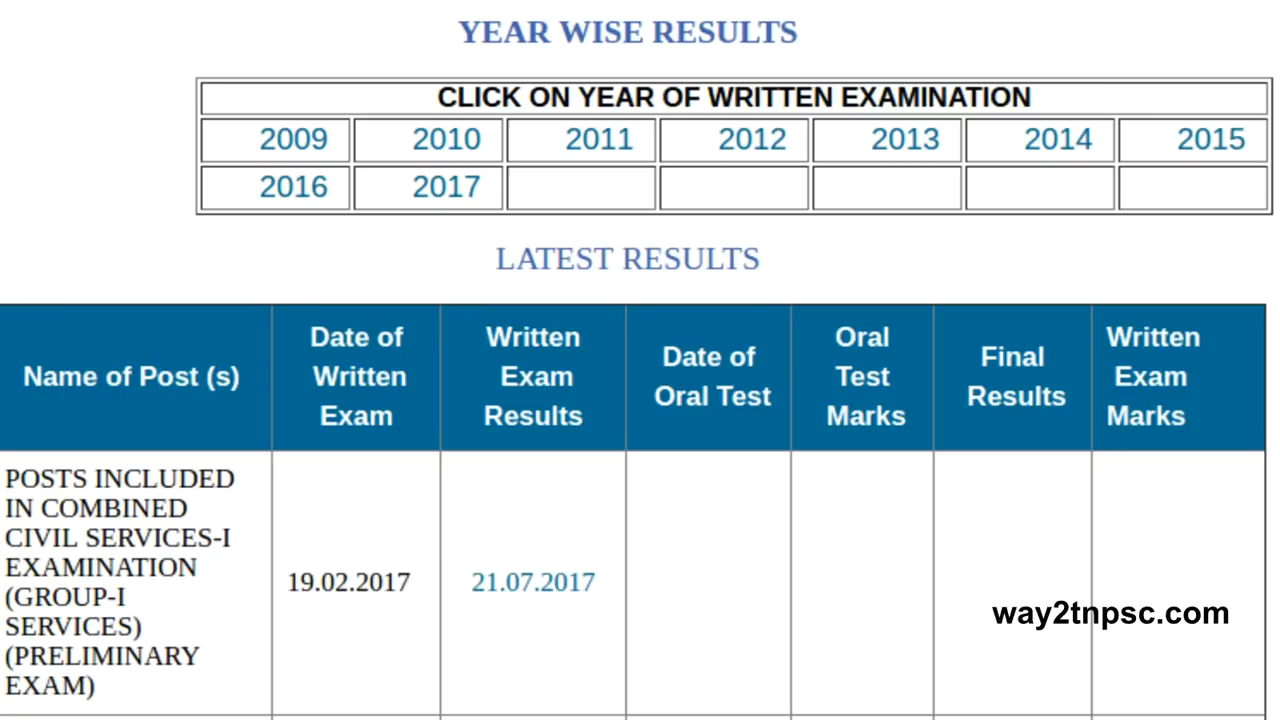 YEAR WISE RESULTS
CLICK ON YEAR OF WRITTEN EXAMINATION
2009 2010 2011 2012 2013 2014 2015
2016 2017
LATEST RESULTS
Name of Post (s)
Date of
Written
Exam
Written
Exam
Results
Date of
Oral Test
Oral
Test
Marks
Final
Results
Written
Exam
Marks
POSTS INCLUDED
IN COMBINED
CIVIL SERVICES-I
EXAMINATION
(GROUP-I
SERVICES)
(PRELIMINARY
EXAM)
19.02.2017
21.07.2017
way2tnpsc.com